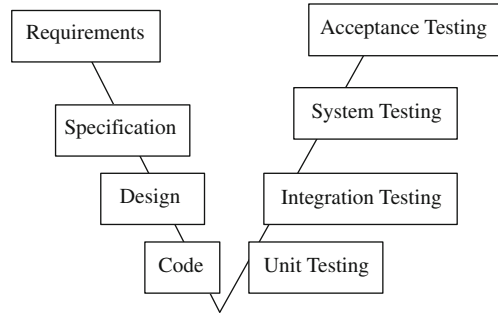 Requirements
Acceptance Testing
Specification
System Testing
Design
Integration Testing
Code
Unit Testing